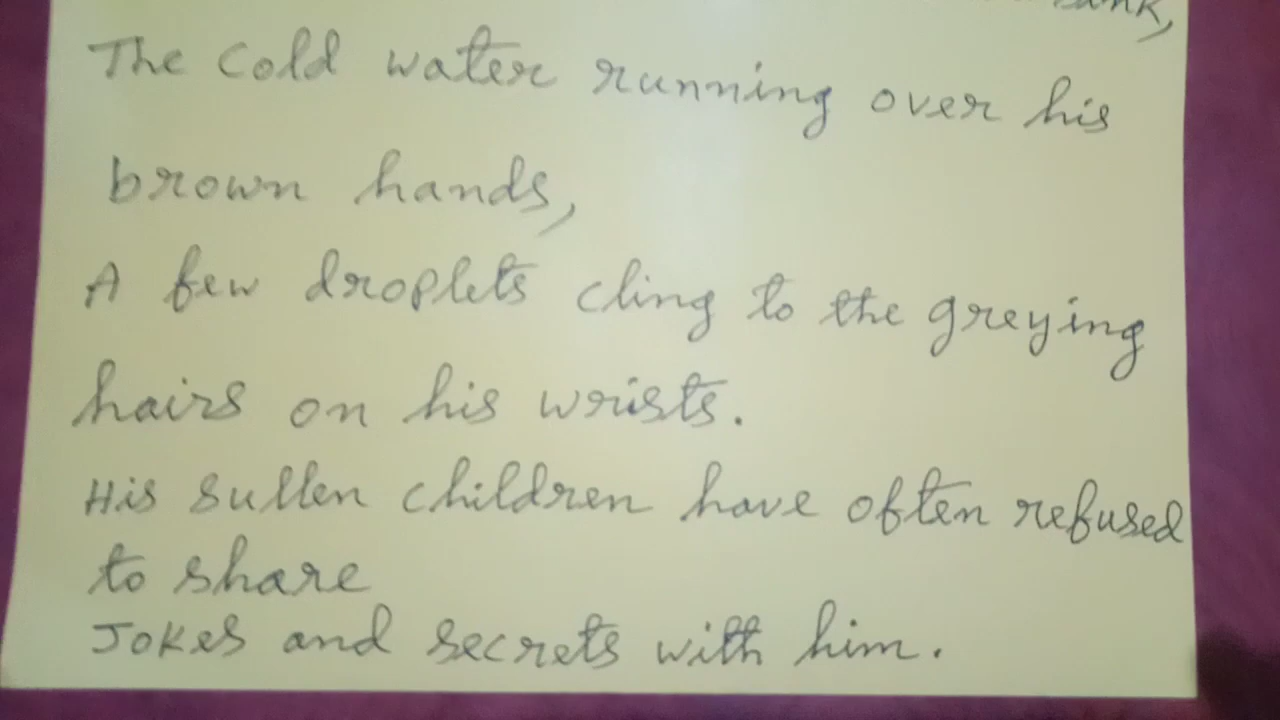 The cold water running over his
brown hands,
A few droplets cling to the greying
hairs on his wrists.
His sullen children have often refused
to share
Jokes and secrets with him.